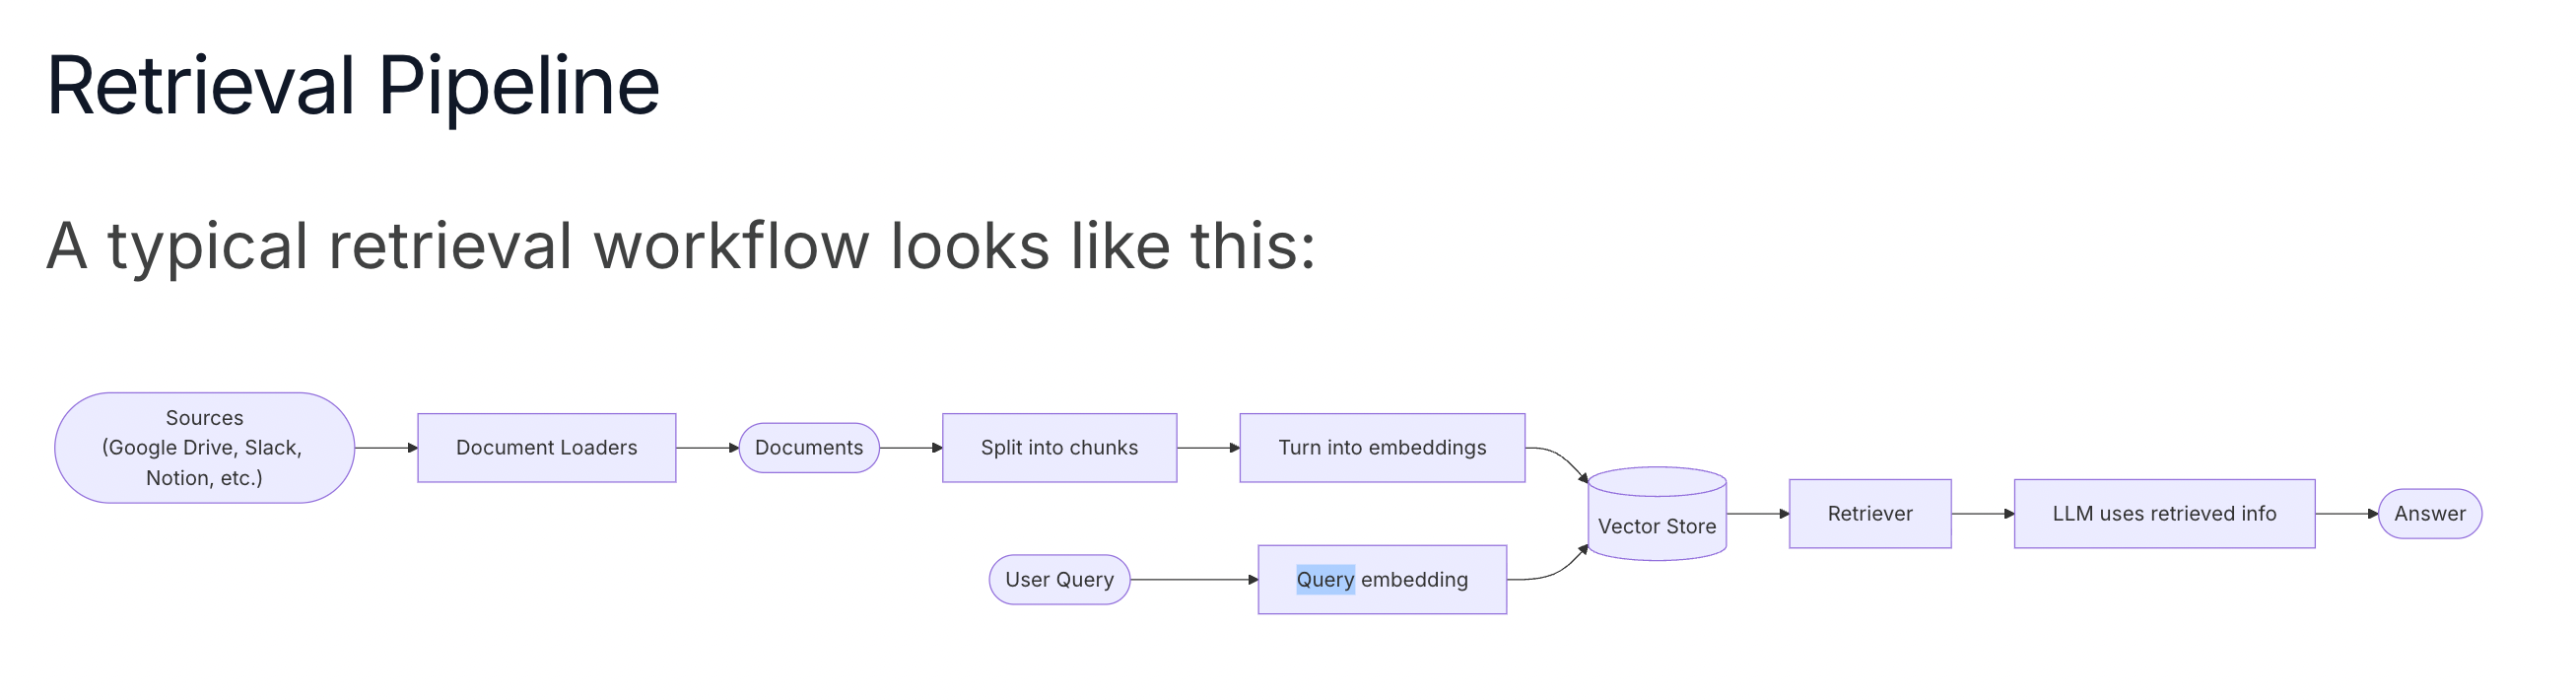 Retrieval Pipeline
A typical retrieval workflow looks like this:
Sources
(Google Drive, Slack,
Notion, etc.)
Document Loaders
Documents
Split into chunks
Turn into embeddings
User Query
Query embedding
Vector Store
Retriever
LLM uses retrieved info
Answer